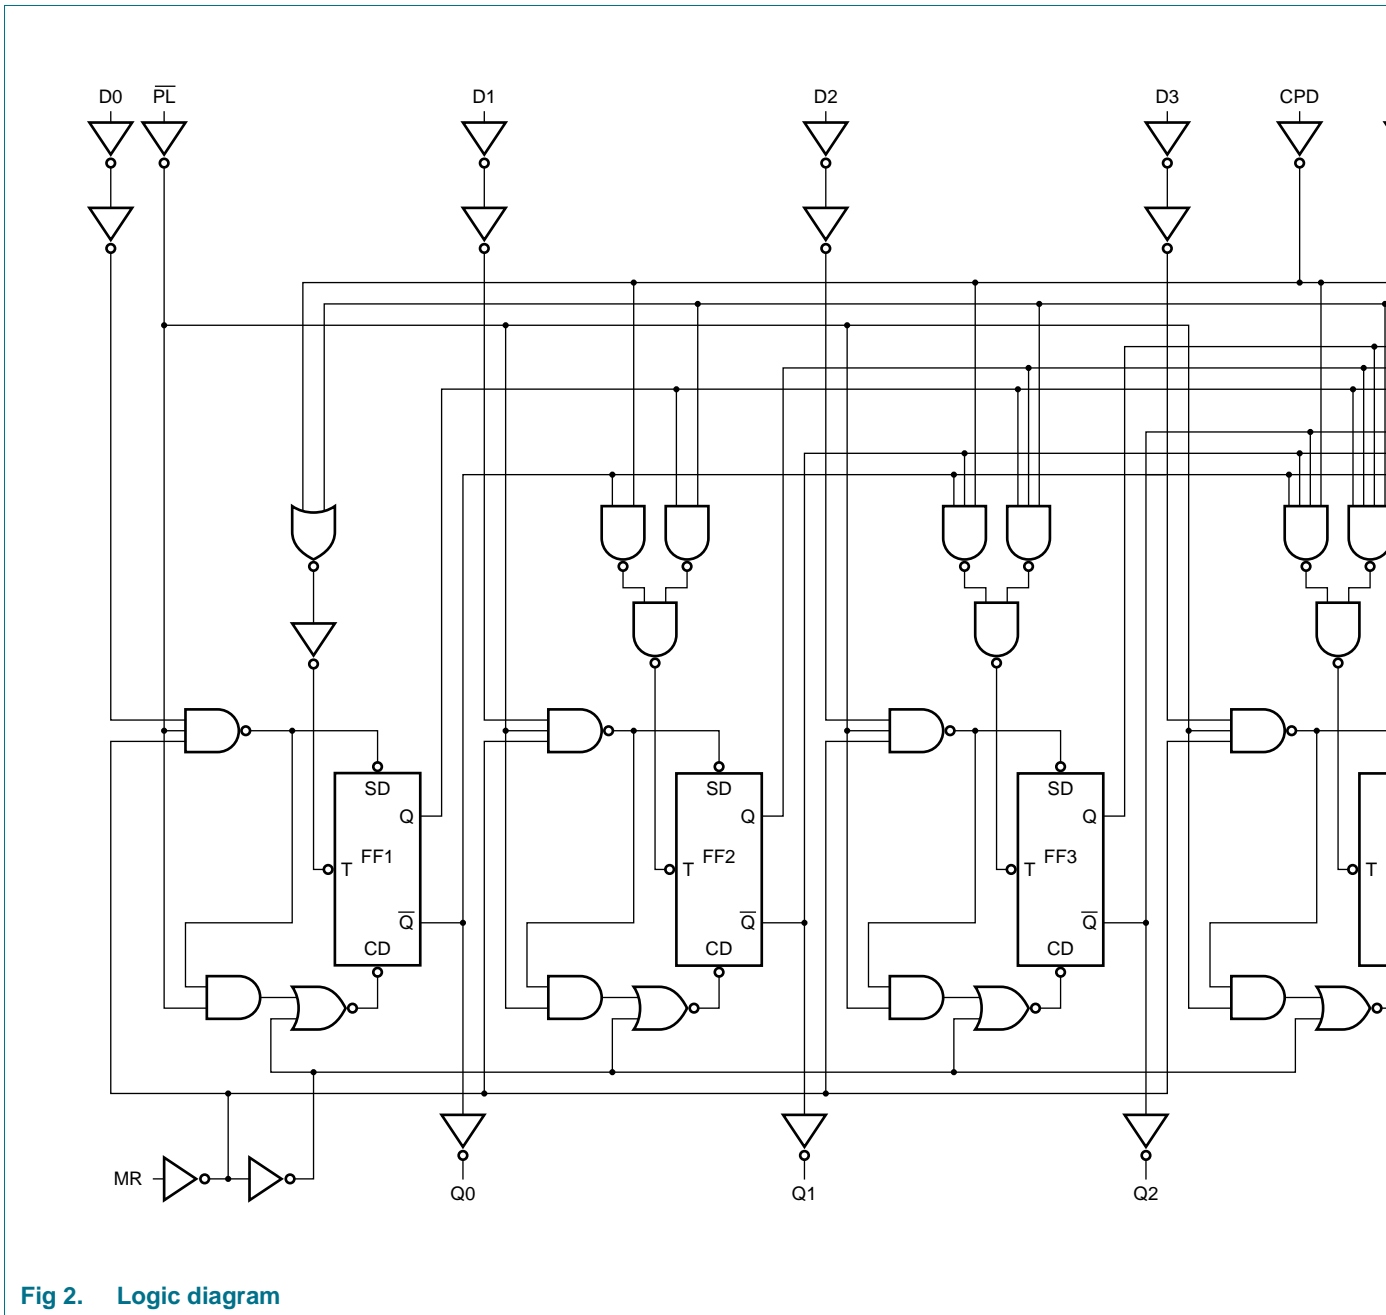 D0 P̅L̅ D1 D2 D3 CPD
SD SD SD
Q Q Q
T FF1 T FF2 T FF3 T
Q̅ Q̅ Q̅
CD CD CD
MR Q0 Q1 Q2
Fig 2. Logic diagram